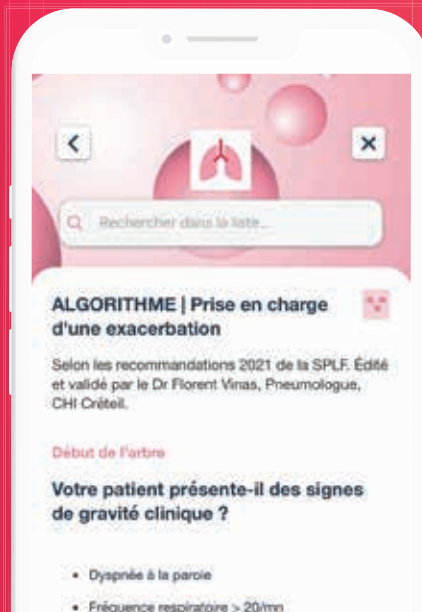 Rechercher dans la liste...
ALGORITHME | Prise en charge
d'une exacerbation
Selon les recommandations 2021 de la SPLF. Édité
et validé par le Dr Florent Vinas, Pneumologue,
CHI Créteil.
Début de l'arbre
Votre patient présente-il des signes
de gravité clinique ?
• Dyspnée à la parole
• Fréquence respiratoire > 20/mn